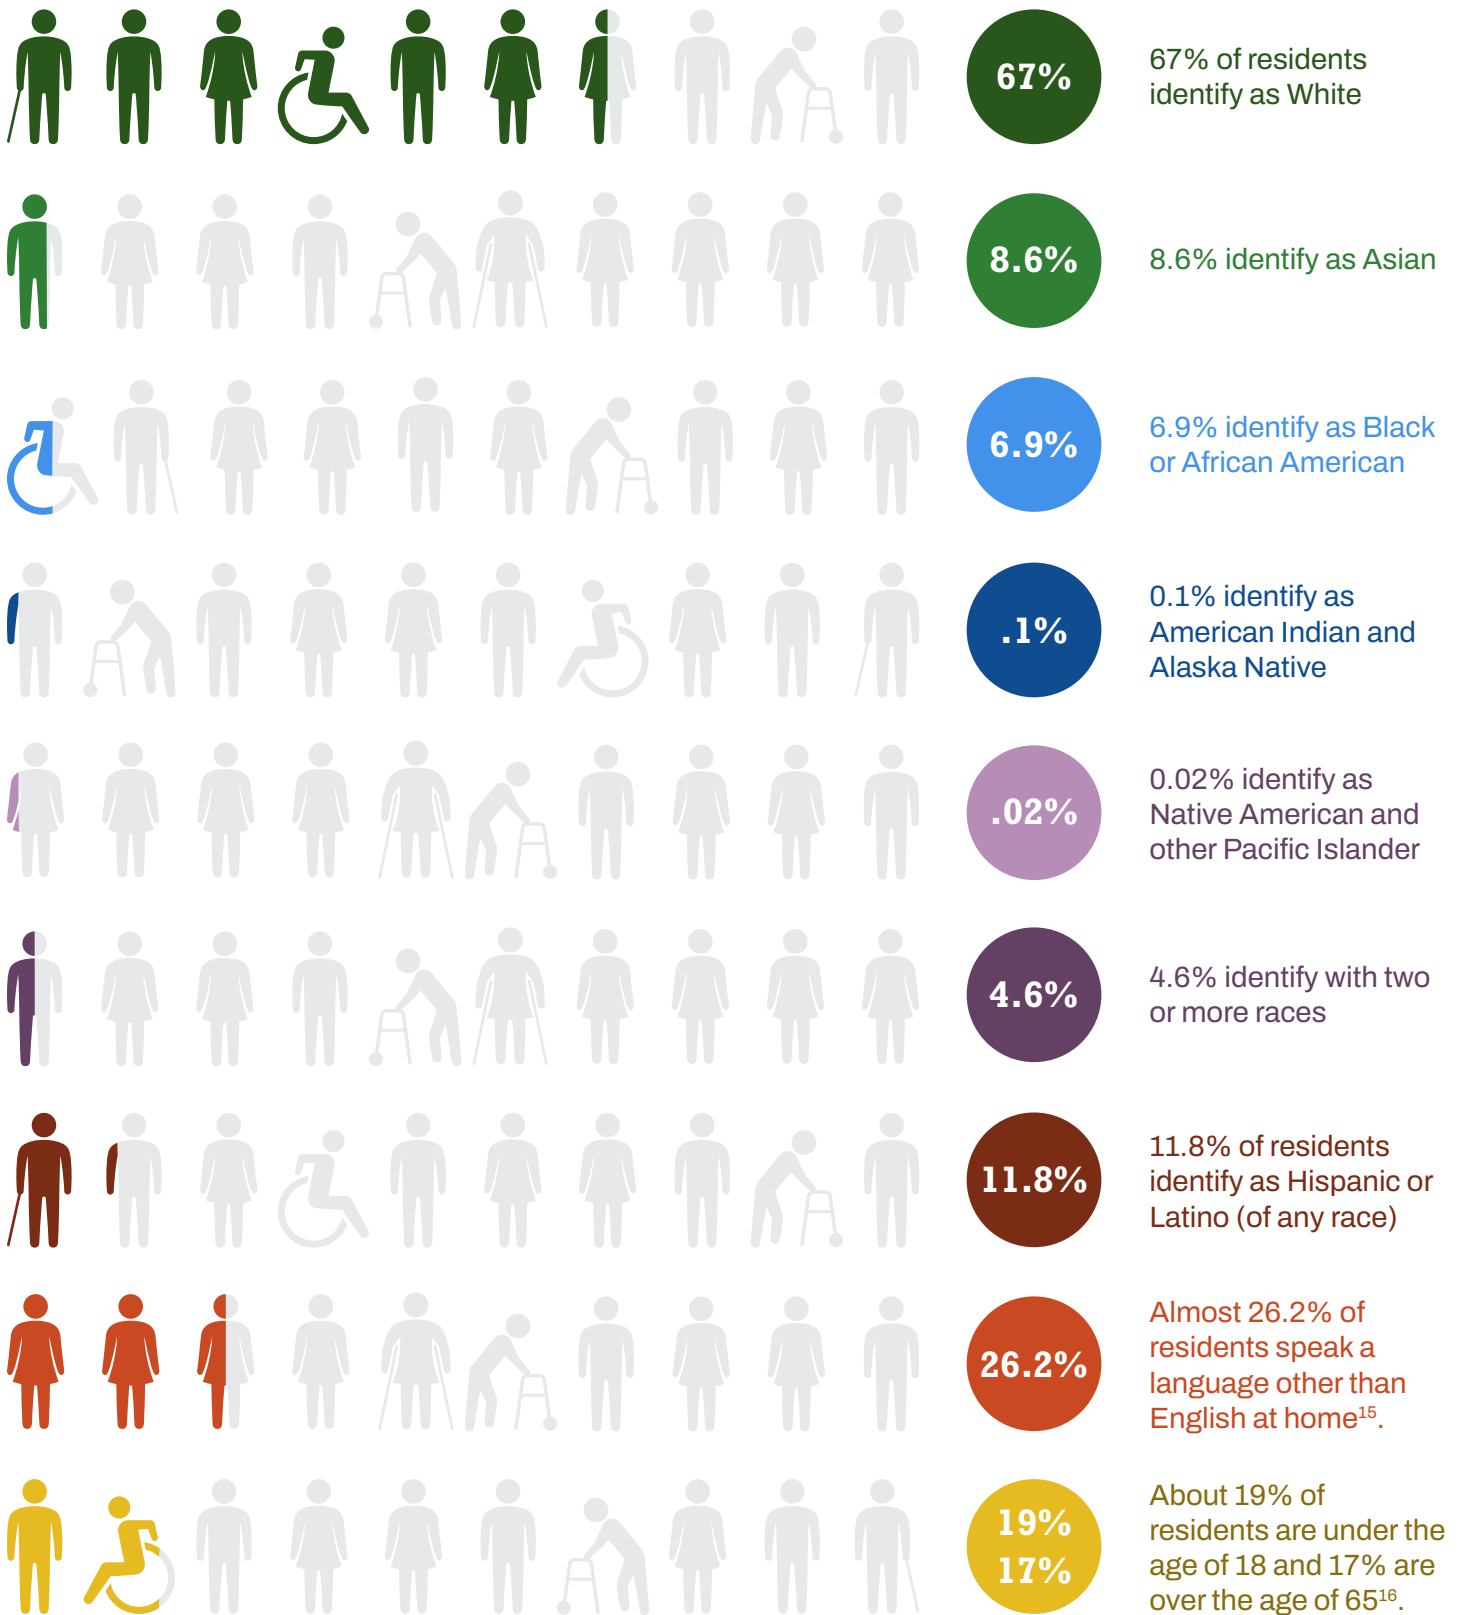 67%
67% of residents
identify as White
8.6%
8.6% identify as Asian
6.9%
6.9% identify as Black
or African American
.1%
0.1% identify as
American Indian and
Alaska Native
.02%
0.02% identify as
Native American and
other Pacific Islander
4.6%
4.6% identify with two
or more races
11.8%
11.8% of residents
identify as Hispanic or
Latino (of any race)
26.2%
Almost 26.2% of
residents speak a
language other than
English at home¹⁵.
19%
17%
About 19% of
residents are under the
age of 18 and 17% are
over the age of 65¹⁶.